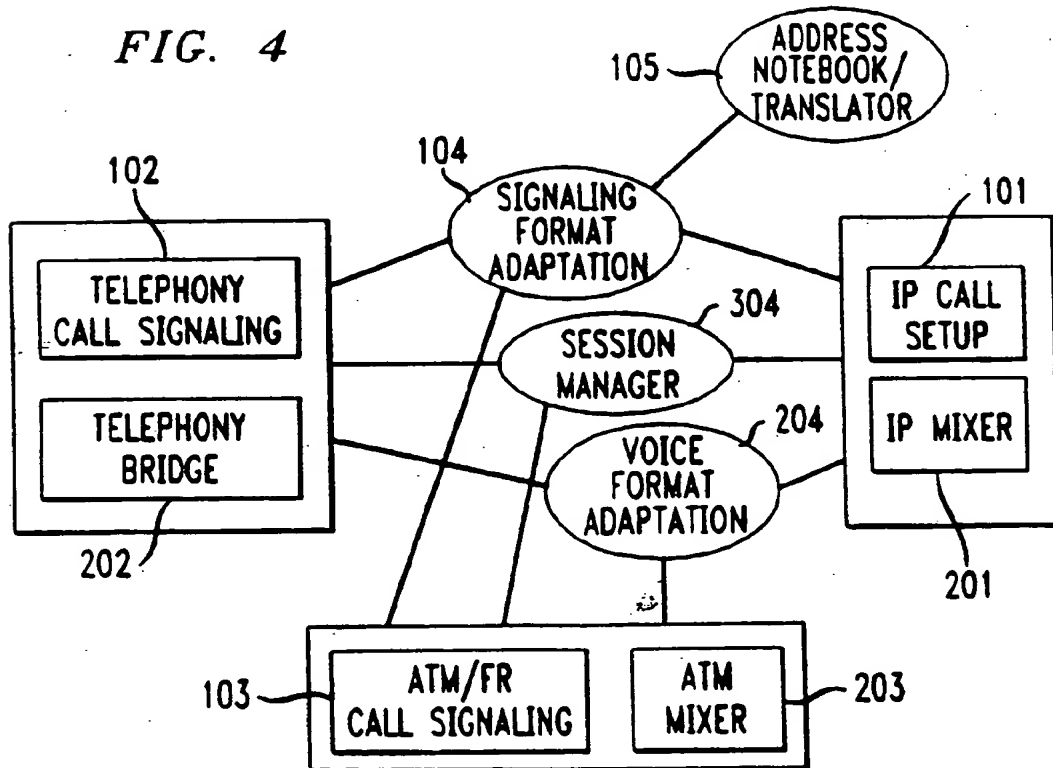 FIG. 4
ADDRESS
NOTEBOOK/
TRANSLATOR
105
104
SIGNALING
FORMAT
ADAPTATION
102
TELEPHONY
CALL SIGNALING
101
IP CALL
SETUP
304
SESSION
MANAGER
TELEPHONY
BRIDGE
202
204
VOICE
FORMAT
ADAPTATION
IP MIXER
201
103
ATM/FR
CALL SIGNALING
ATM
MIXER
203